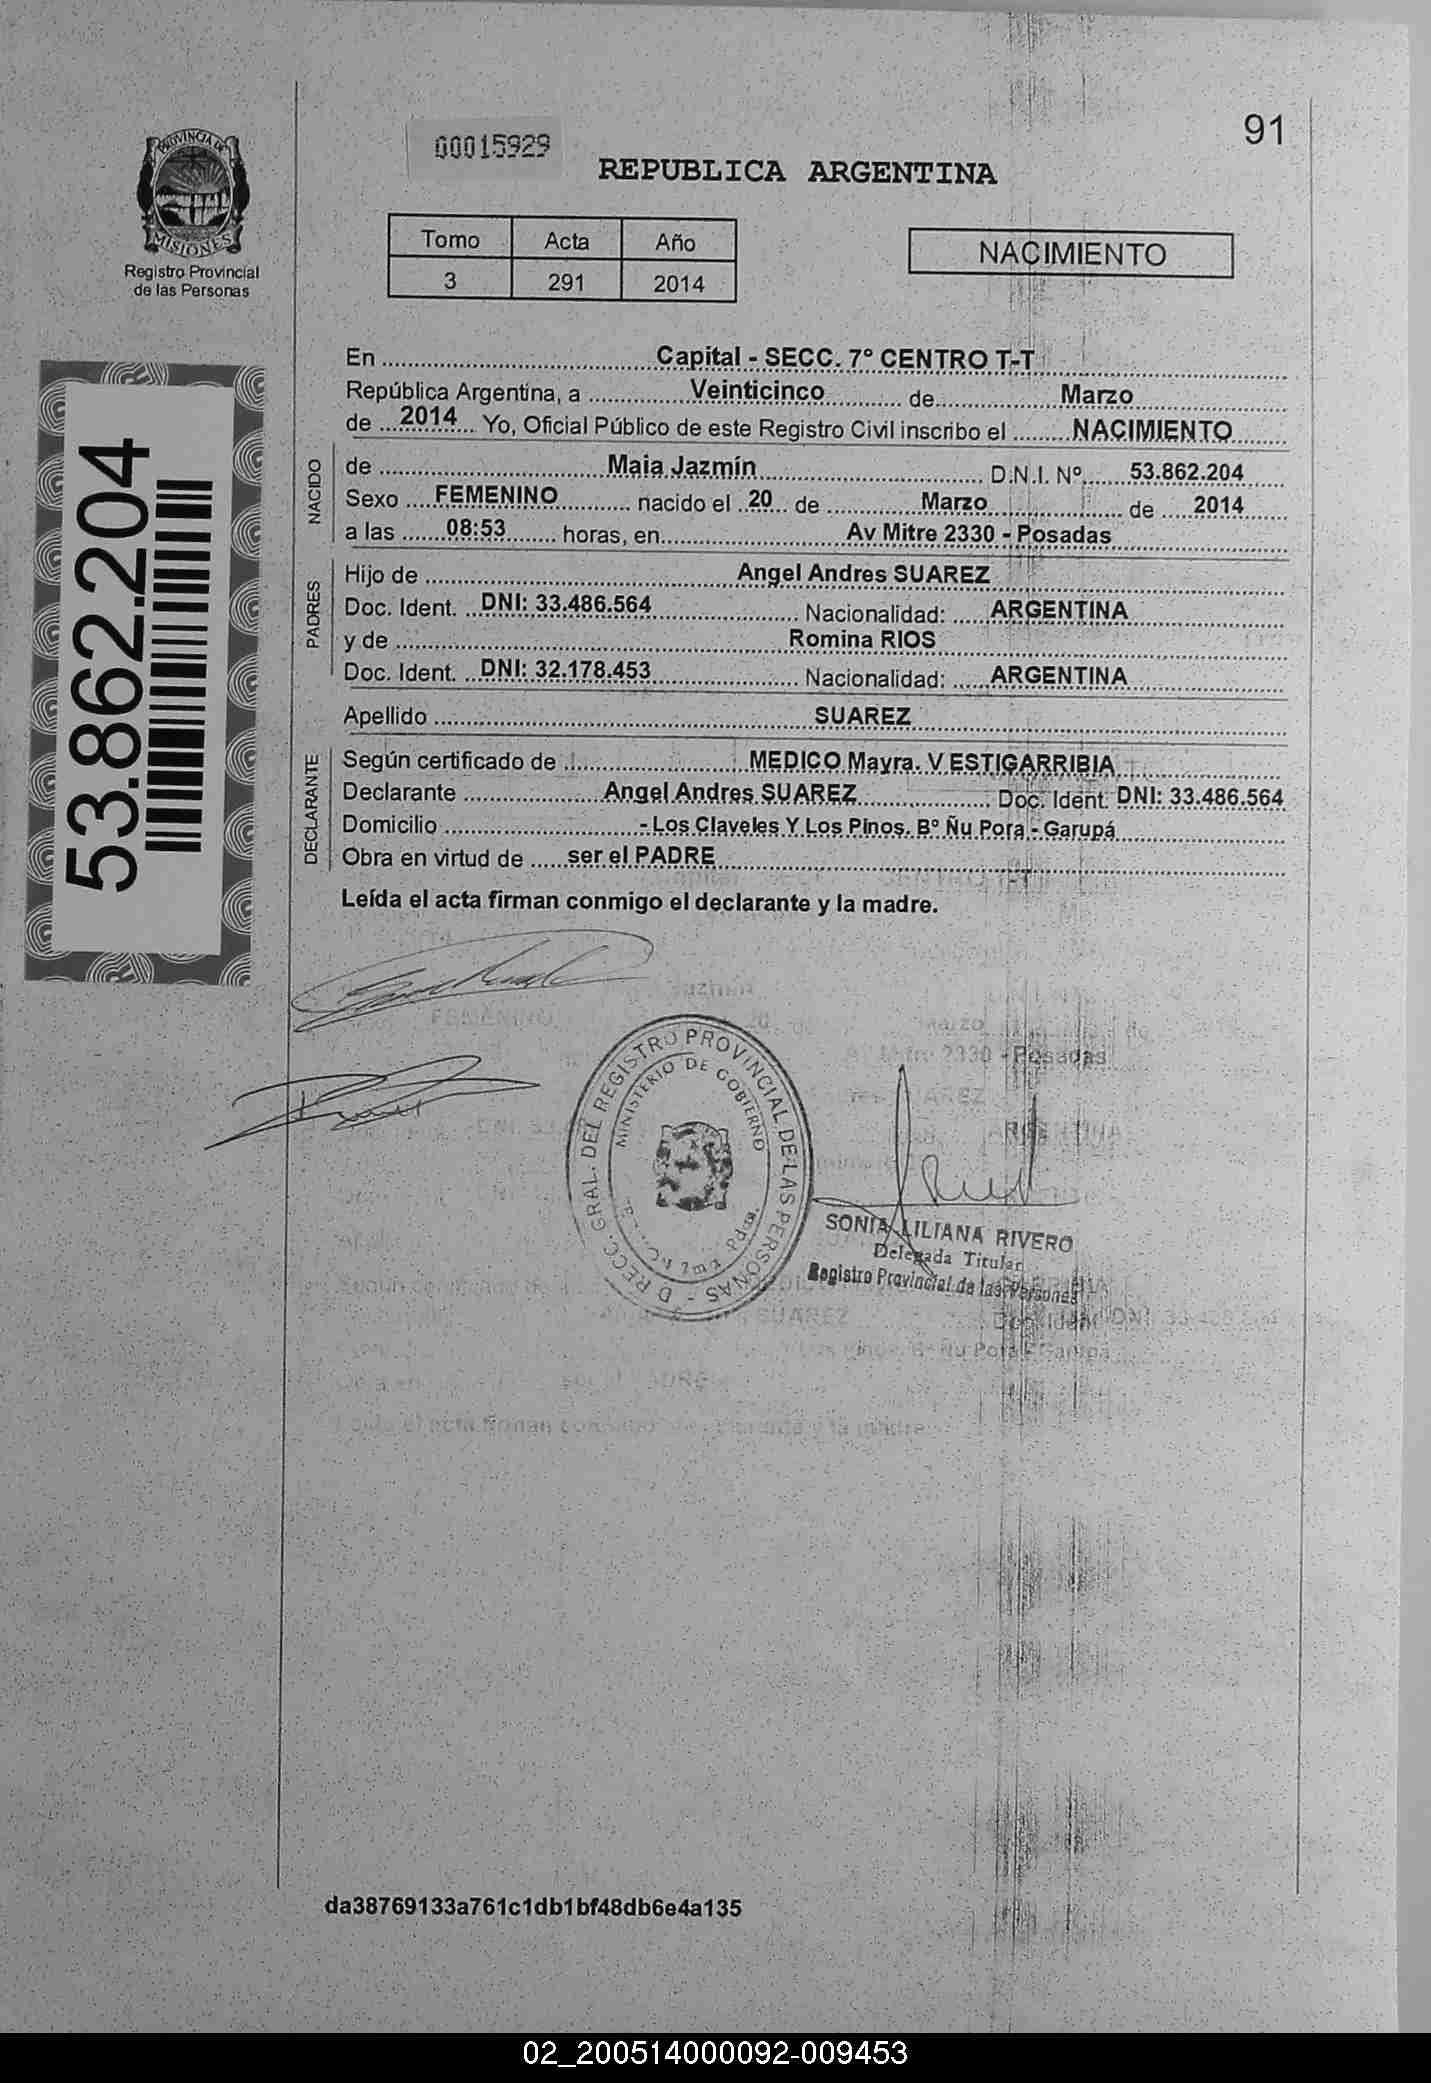 91
00015929
REPUBLICA ARGENTINA
PROVINCIA DE
MISIONES
Registro Provincial
de las Personas
Tomo Acta Año
3 291 2014
NACIMIENTO
53.862.204
En Capital - SECC. 7º CENTRO T-T
República Argentina, a Veinticinco de Marzo
de 2014 Yo, Oficial Público de este Registro Civil inscribo el NACIMIENTO
NACIDO
de Maia Jazmín D.N.I. Nº 53.862.204
Sexo FEMENINO nacido el 20 de Marzo de 2014
a las 08:53 horas, en Av Mitre 2330 - Posadas
PADRES
Hijo de Angel Andres SUAREZ
Doc. Ident. DNI: 33.486.564 Nacionalidad: ARGENTINA
y de Romina RIOS
Doc. Ident. DNI: 32.178.453 Nacionalidad: ARGENTINA
Apellido SUAREZ
DECLARANTE
Según certificado de MEDICO Mayra. V ESTIGARRIBIA
Declarante Angel Andres SUAREZ Doc. Ident: DNI: 33.486.564
Domicilio - Los Claveles Y Los Pinos. Bº Ñu Pora - Garupá
Obra en virtud de ser el PADRE
Leída el acta firman conmigo el declarante y la madre.
D RECC. GRAL. DEL REGISTRO PROVINCIAL DE LAS PERSONAS -
MINISTERIO DE GOBIERNO
SONIA LILIANA RIVERO
Delegada Titular
Registro Provincial de las Personas
da38769133a761c1db1bf48db6e4a135
02_200514000092-009453